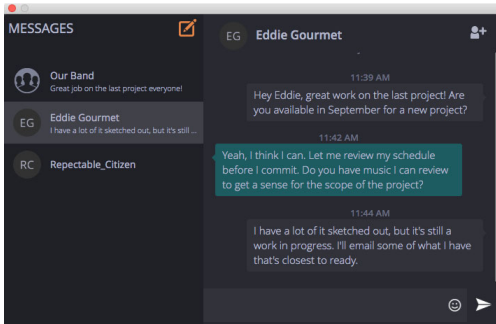 MESSAGES
Our Band
Great job on the last project everyone!
EG
Eddie Gourmet
I have a lot of it sketched out, but it's still ...
RC
Repectable_Citizen
EG
Eddie Gourmet
11:39 AM
Hey Eddie, great work on the last project! Are
you available in September for a new project?
11:42 AM
Yeah, I think I can. Let me review my schedule
before I commit. Do you have music I can review
to get a sense for the scope of the project?
11:44 AM
I have a lot of it sketched out, but it's still a
work in progress. I'll email some of what I have
that's closest to ready.